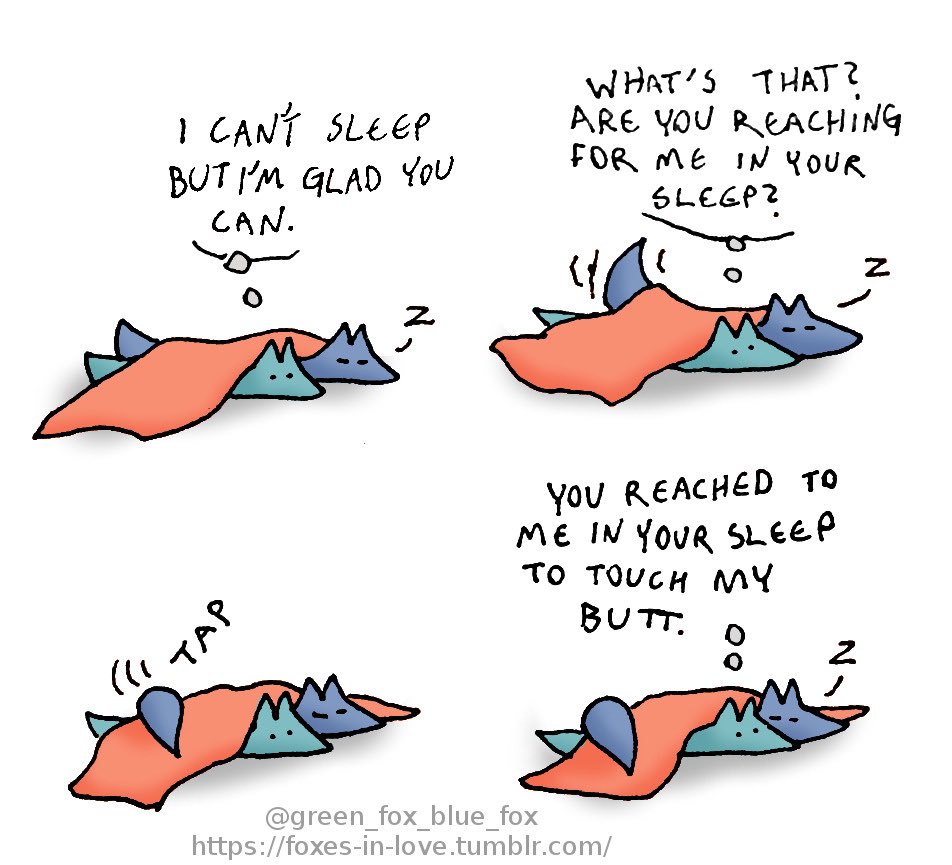 I CAN'T SLEEP
BUT I'M GLAD YOU
CAN.
Z
WHAT'S THAT?
ARE YOU REACHING
FOR ME IN YOUR
SLEEP?
Z
TAP
YOU REACHED TO
ME IN YOUR SLEEP
TO TOUCH MY
BUTT.
Z
@green_fox_blue_fox
https://foxes-in-love.tumblr.com/